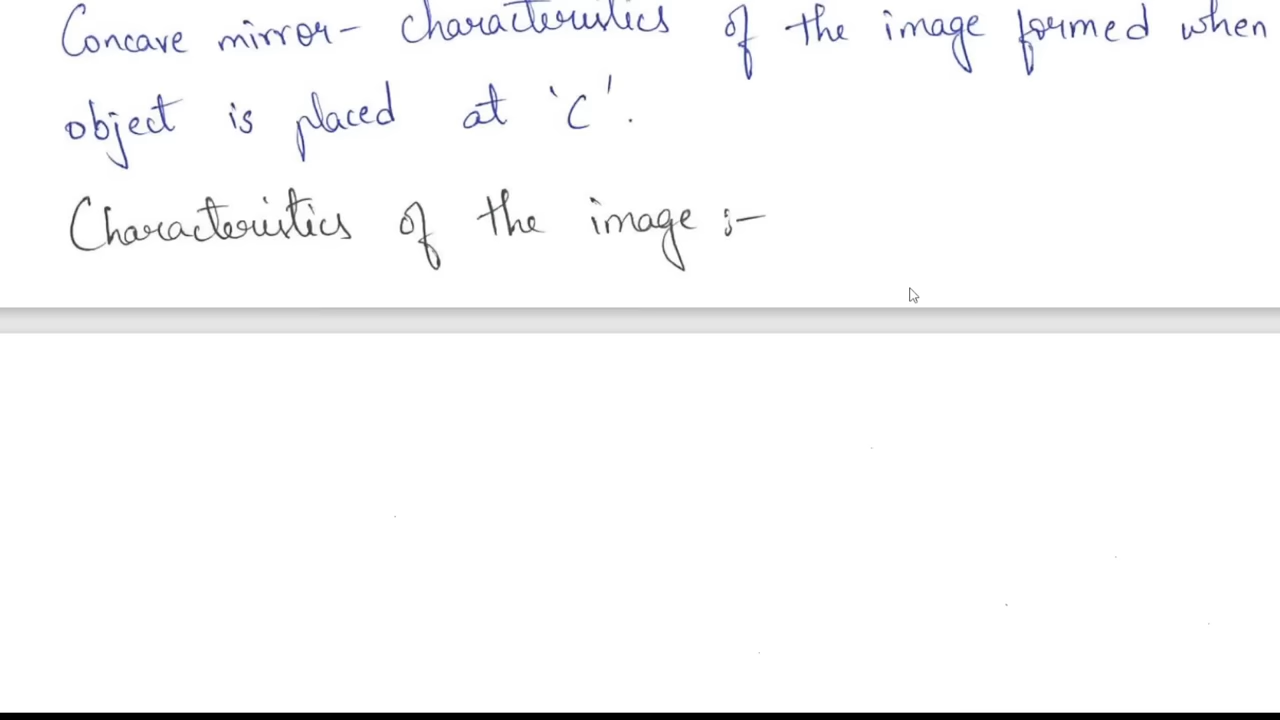 Concave mirror- characteristics of the image formed when
object is placed at 'C'.
Characteristics of the image :-